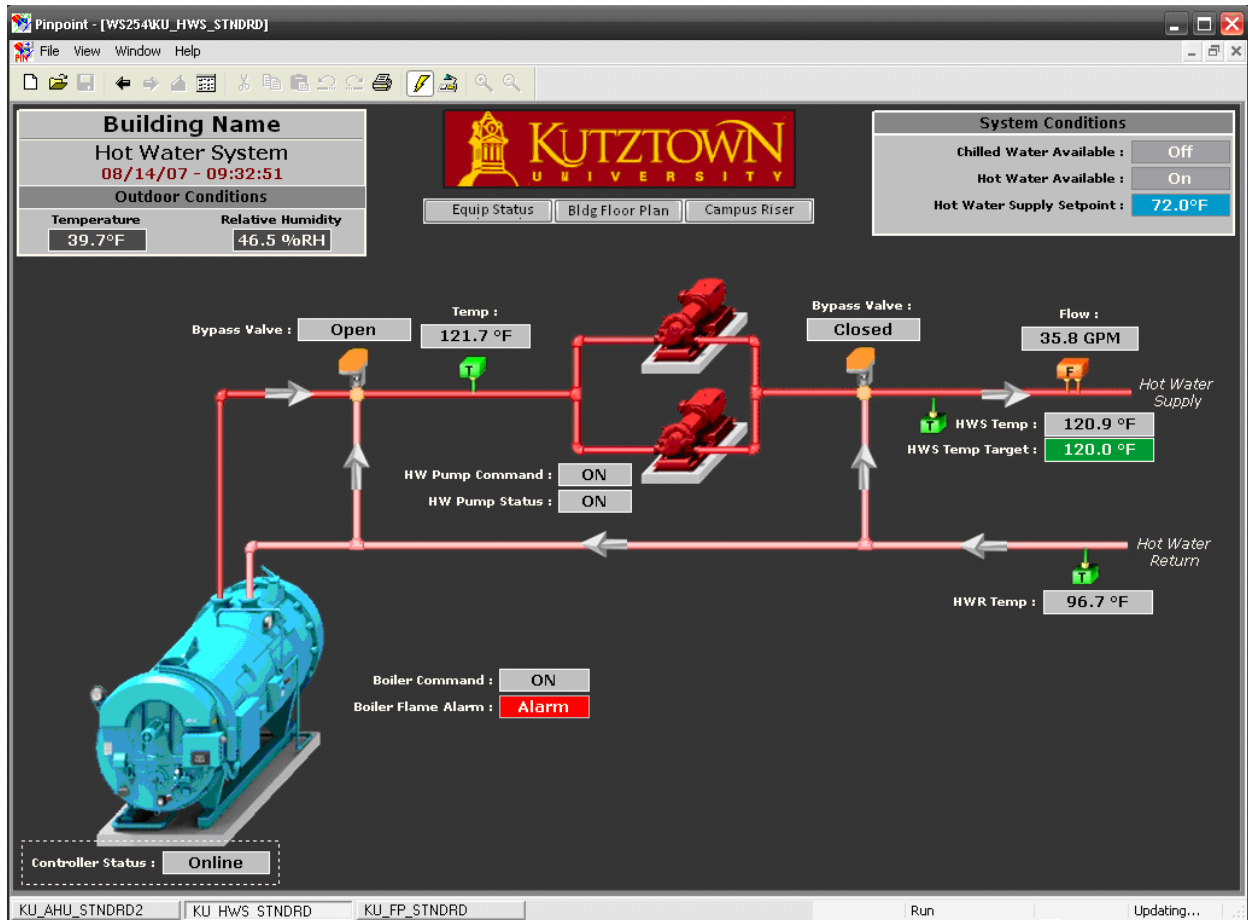 Pinpoint - [WS254\KU_HWS_STNDRD]
File View Window Help
Building Name
Hot Water System
08/14/07 - 09:32:51
Outdoor Conditions
Temperature Relative Humidity
39.7°F 46.5 %RH
KUTZTOWN
UNIVERSITY
Equip Status Bldg Floor Plan Campus Riser
System Conditions
Chilled Water Available : Off
Hot Water Available : On
Hot Water Supply Setpoint : 72.0°F
Bypass Valve : Open
Temp :
121.7 °F
T
Bypass Valve :
Closed
Flow :
35.8 GPM
F
Hot Water
Supply
T HWS Temp : 120.9 °F
HWS Temp Target : 120.0 °F
HW Pump Command : ON
HW Pump Status : ON
Hot Water
Return
T
HWR Temp : 96.7 °F
Boiler Command : ON
Boiler Flame Alarm : Alarm
Controller Status : Online
KU_AHU_STNDRD2 KU_HWS_STNDRD KU_FP_STNDRD Run Updating...